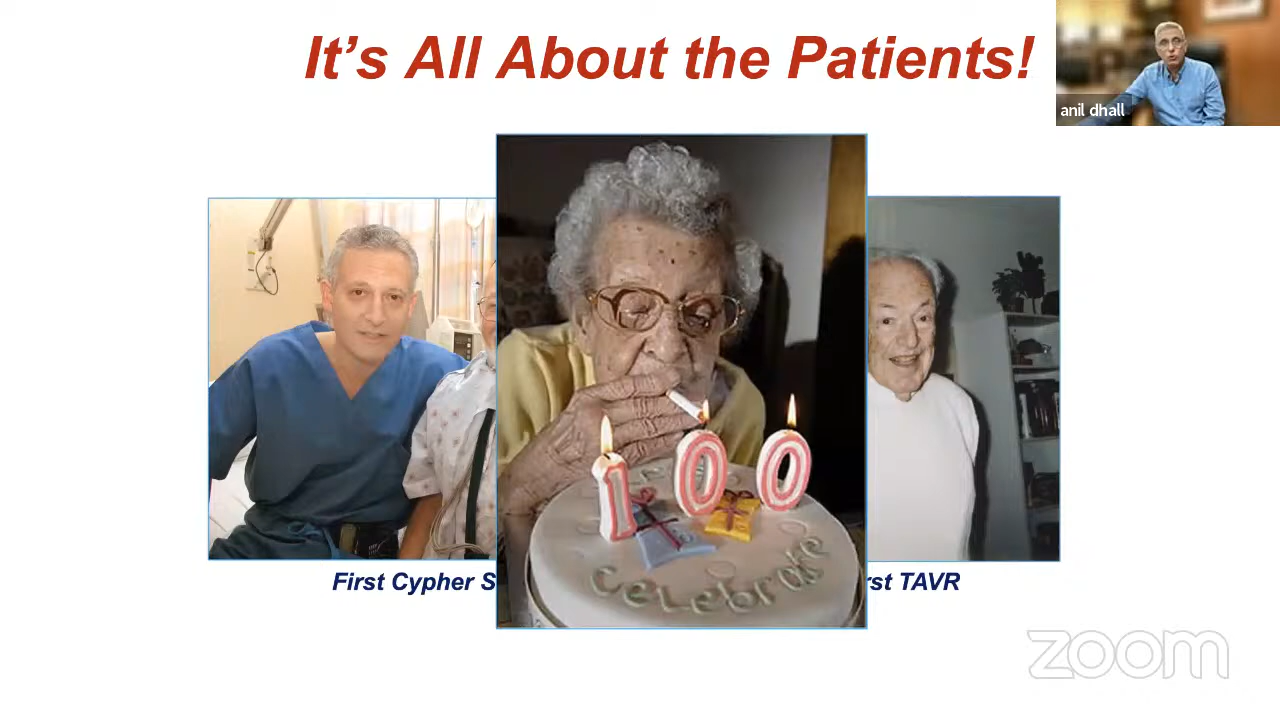 It's All About the Patients!
anil dhall
100
celebrate
First Cypher S
rst TAVR
zoom